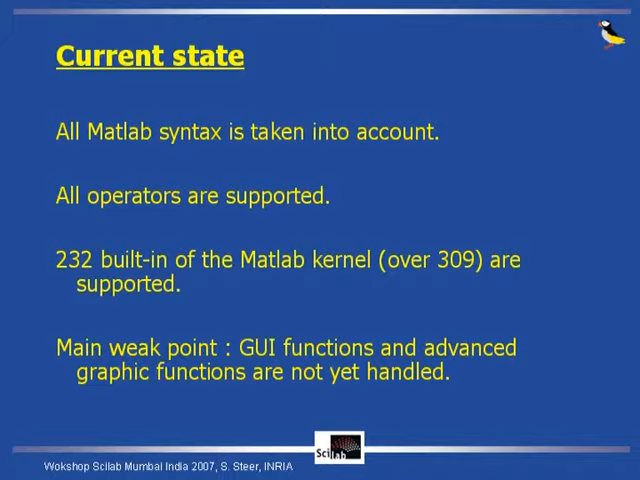 Current state
All Matlab syntax is taken into account.
All operators are supported.
232 built-in of the Matlab kernel (over 309) are
supported.
Main weak point : GUI functions and advanced
graphic functions are not yet handled.
Scilab
Wokshop Scilab Mumbai India 2007, S. Steer, INRIA